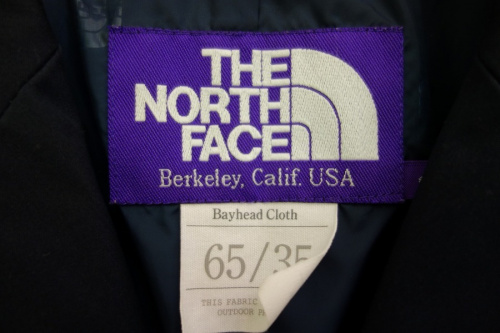 THE
NORTH
FACE
Berkeley, Calif. USA
Bayhead Cloth
65/35
THIS FABRIC
OUTDOOR